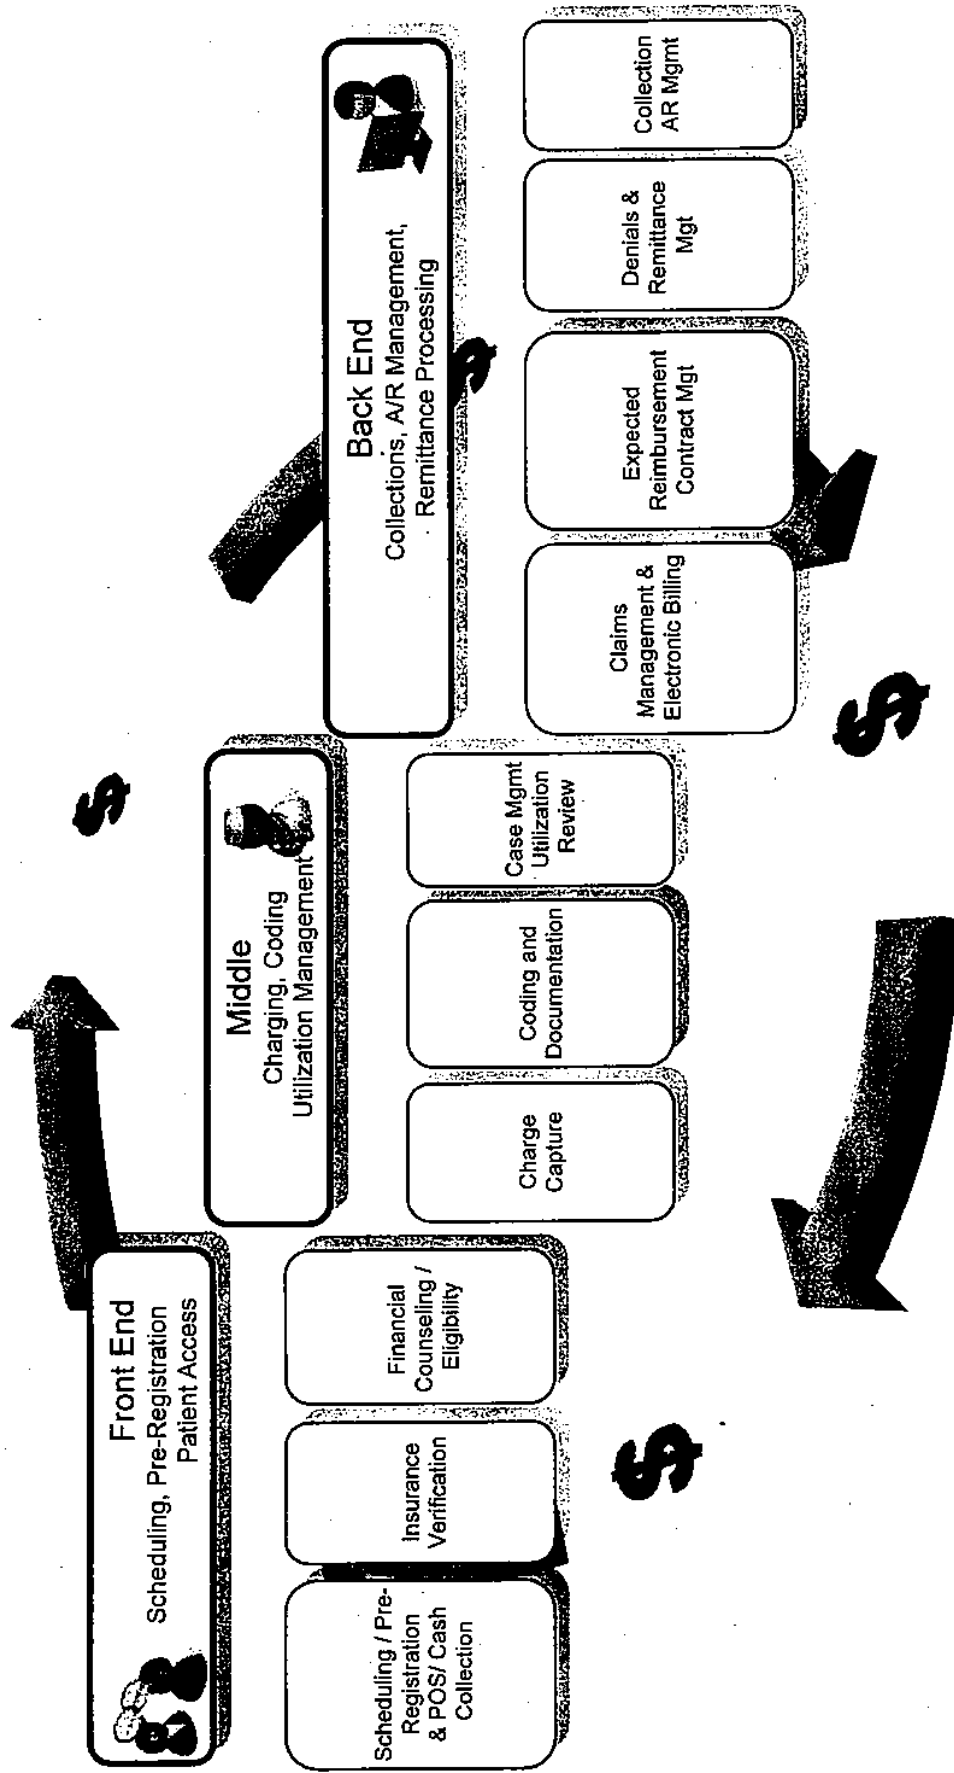 Front End
Scheduling, Pre-Registration
Patient Access
Scheduling / Pre-
Registration
& POS/ Cash
Collection
Insurance
Verification
Financial
Counseling /
Eligibility
Middle
Charging, Coding
Utilization Management
Charge
Capture
Coding and
Documentation
Case Mgmt
Utilization
Review
Back End
Collections, A/R Management,
Remittance Processing
Claims
Management &
Electronic Billing
Expected
Reimbursement
Contract Mgt
Denials &
Remittance
Mgt
Collection
AR Mgmt
$
$
$
$